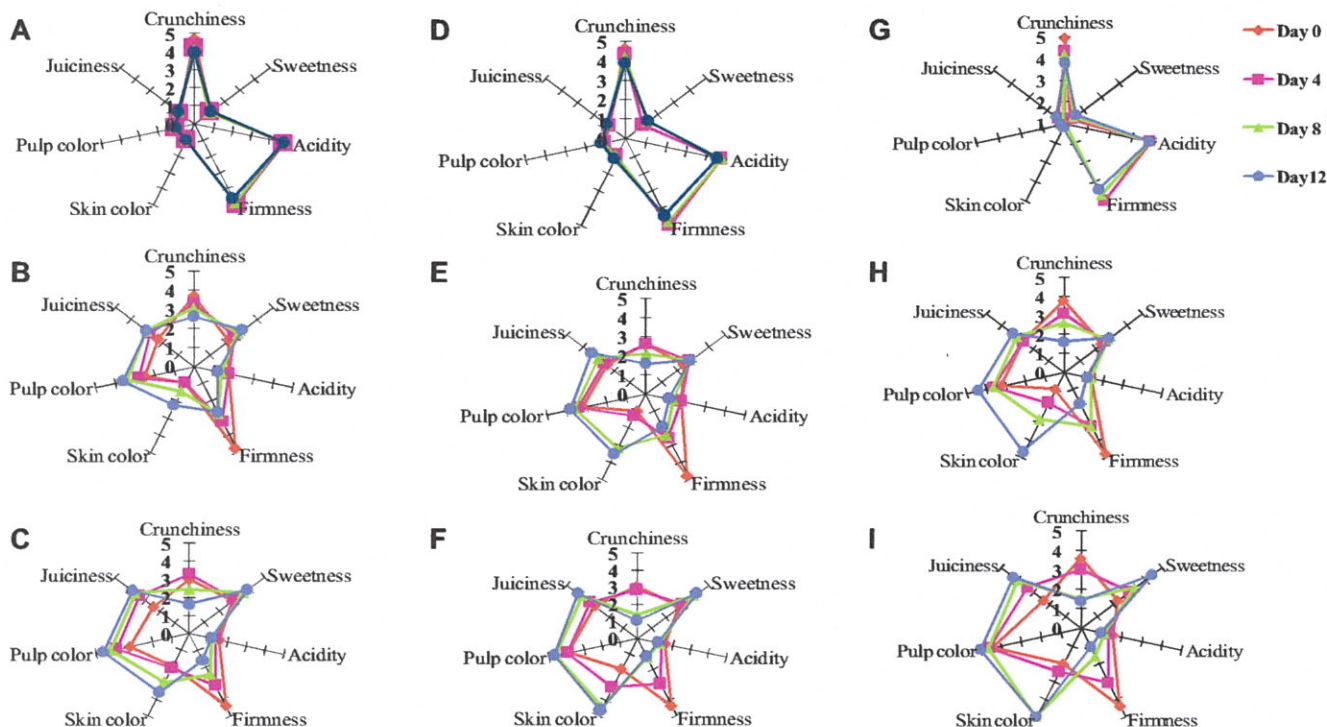 A
Crunchiness
5
4
3
2
1
0
Juiciness
Sweetness
Pulp color
Acidity
Skin color
Firmness
D
Crunchiness
5
4
3
2
1
0
Juiciness
Sweetness
Pulp color
Acidity
Skin color
Firmness
G
Crunchiness
5
4
3
2
1
Juiciness
Sweetness
Pulp color
Acidity
Skin color
Firmness
Day 0
Day 4
Day 8
Day12
B
Crunchiness
5
4
3
2
1
0
Juiciness
Sweetness
Pulp color
Acidity
Skin color
Firmness
E
Crunchiness
5
4
3
2
1
0
Juiciness
Sweetness
Pulp color
Acidity
Skin color
Firmness
H
Crunchiness
5
4
3
2
1
0
Juiciness
Sweetness
Pulp color
Acidity
Skin color
Firmness
C
Crunchiness
5
4
3
2
1
0
Juiciness
Sweetness
Pulp color
Acidity
Skin color
Firmness
F
Crunchiness
5
4
3
2
1
0
Juiciness
Sweetness
Pulp color
Acidity
Skin color
Firmness
I
Crunchiness
5
4
3
2
1
0
Juiciness
Sweetness
Pulp color
Acidity
Skin color
Firmness